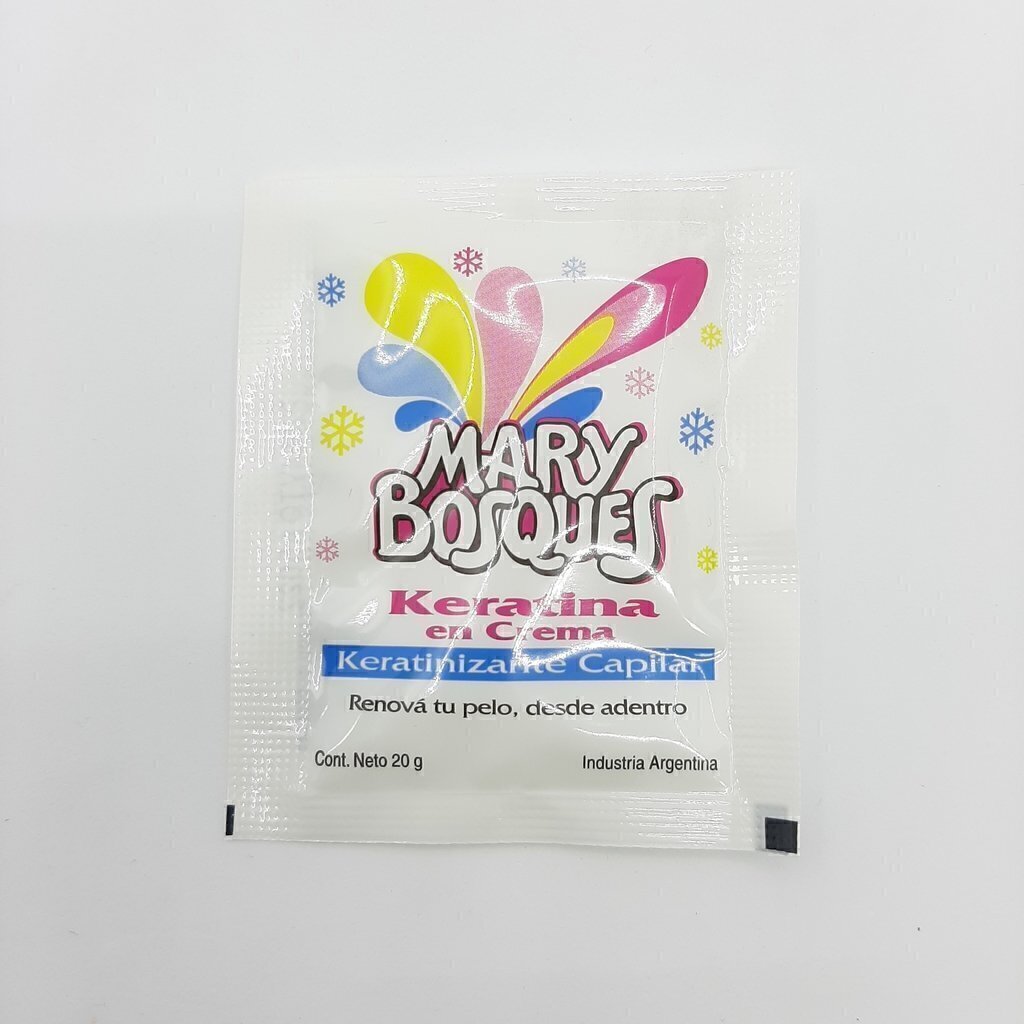 MARY
BOSQUES
Keratina
en Crema
Keratinizante Capilar
Renová tu pelo, desde adentro
Cont. Neto 20 g
Industria Argentina